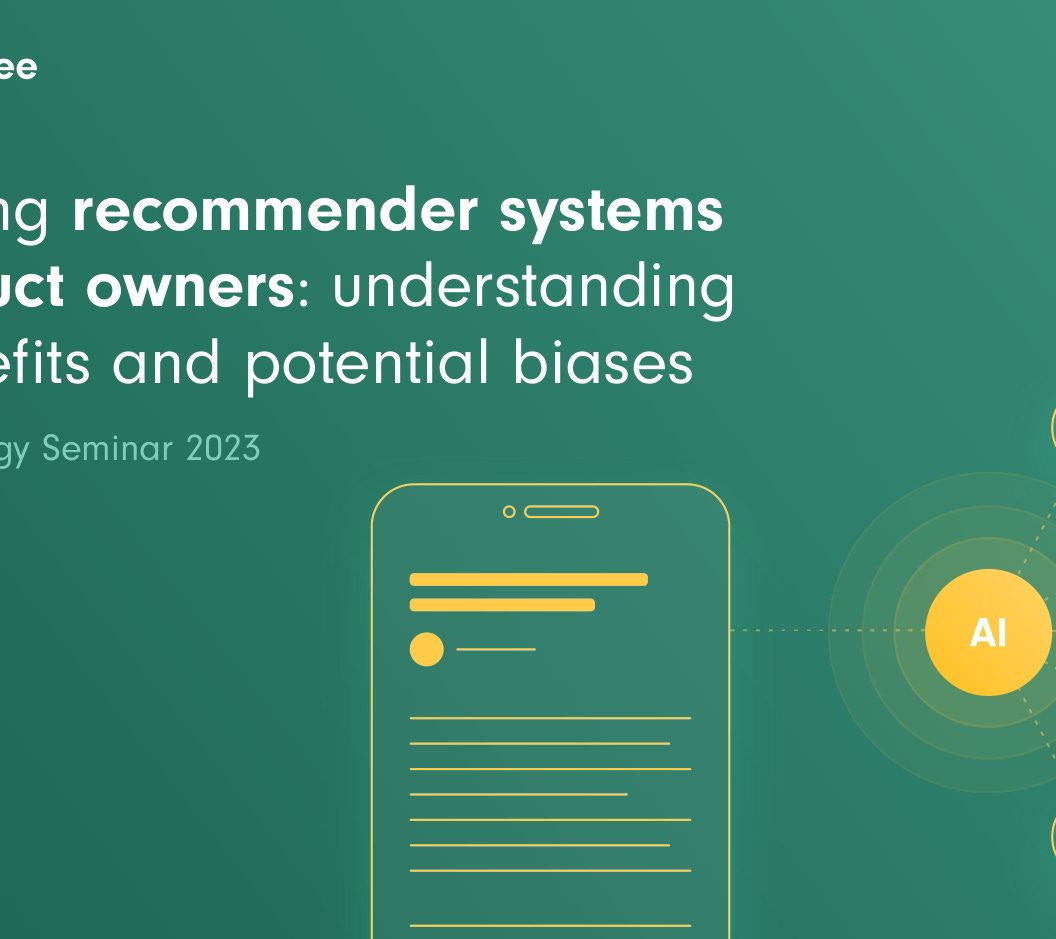 ee
ng recommender systems
uct owners: understanding
efits and potential biases
gy Seminar 2023
AI